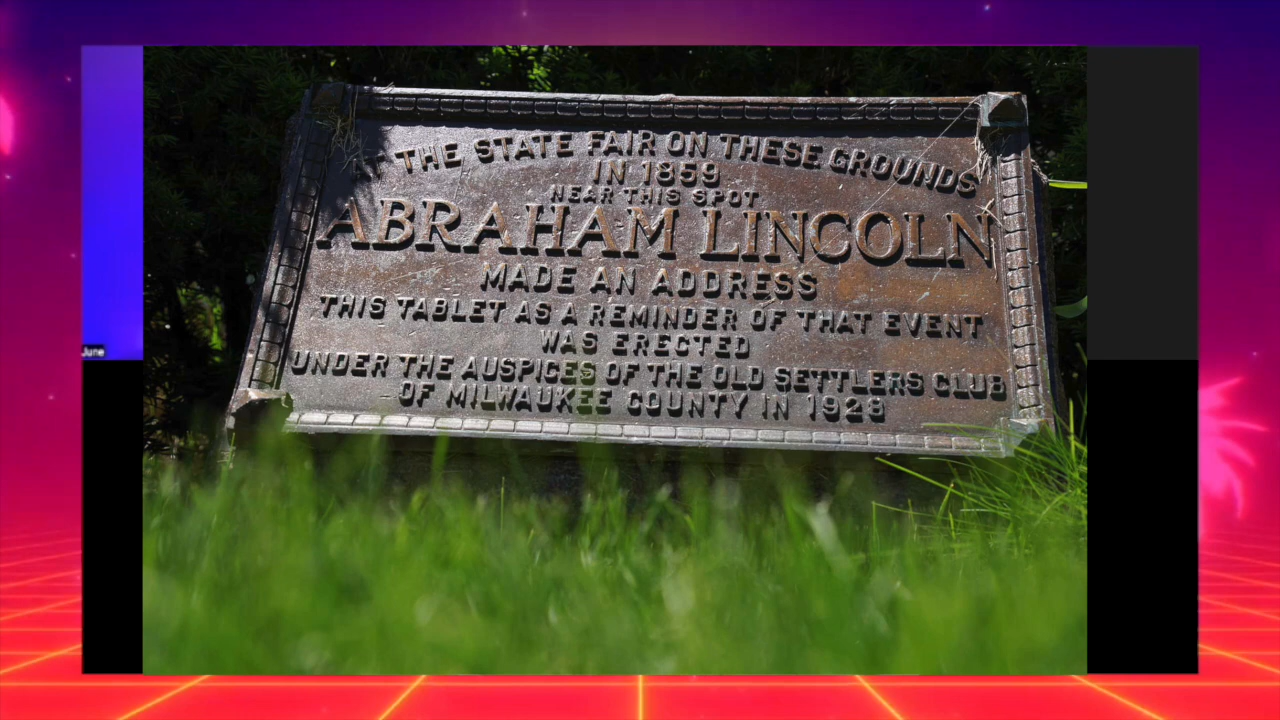 AT THE STATE FAIR ON THESE GROUNDS
IN 1859
NEAR THIS SPOT
ABRAHAM LINCOLN
MADE AN ADDRESS
THIS TABLET AS A REMINDER OF THAT EVENT
WAS ERECTED
UNDER THE AUSPICES OF THE OLD SETTLERS CLUB
OF MILWAUKEE COUNTY IN 1928
June